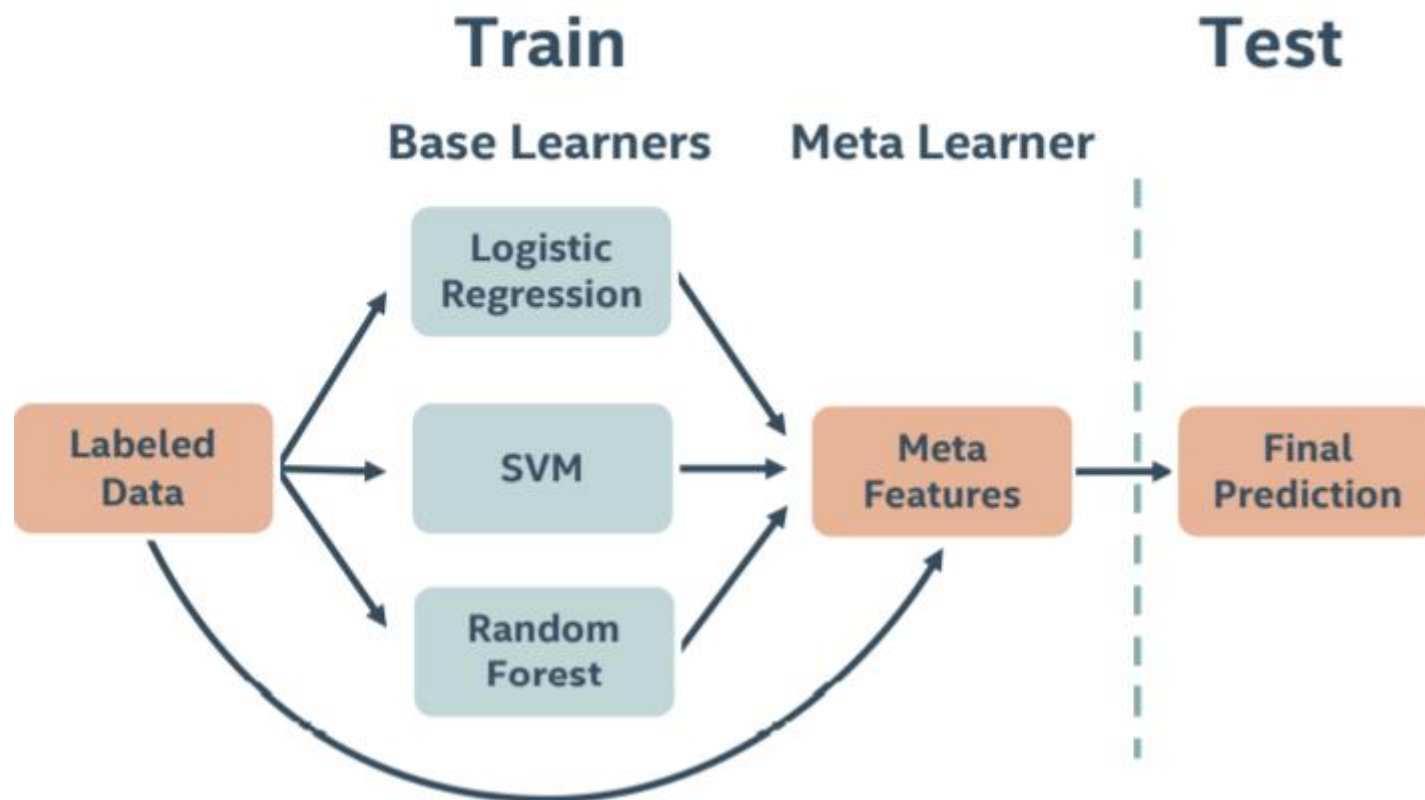 Train
Test
Base Learners
Meta Learner
Logistic
Regression
Labeled
Data
SVM
Meta
Features
Final
Prediction
Random
Forest